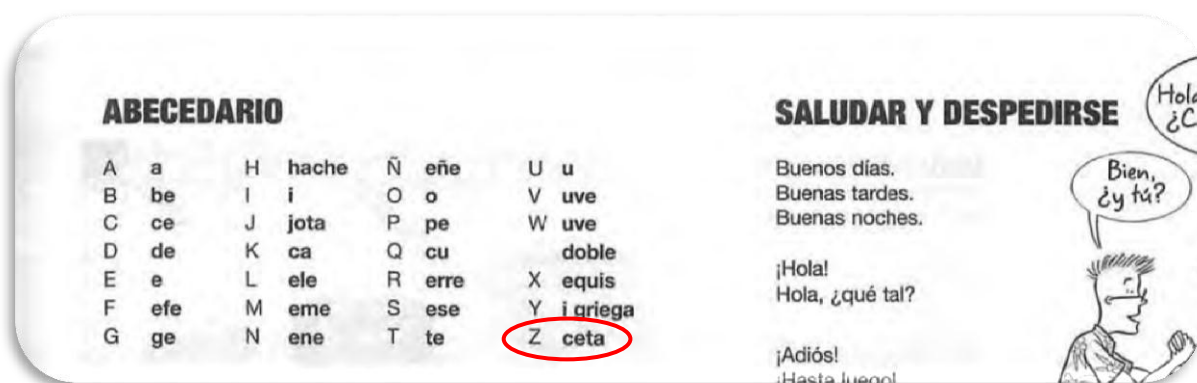 ABECEDARIO
A a
B be
C ce
D de
E e
F efe
G ge
H hache
I i
J jota
K ca
L ele
M eme
N ene
Ñ eñe
O o
P pe
Q cu
R erre
S ese
T te
U u
V uve
W uve
doble
X equis
Y i griega
Z ceta
SALUDAR Y DESPEDIRSE
Buenos días.
Buenas tardes.
Buenas noches.
¡Hola!
Hola, ¿qué tal?
¡Adiós!
¡Hasta luego!
Hola
Bien,
¿y tú?